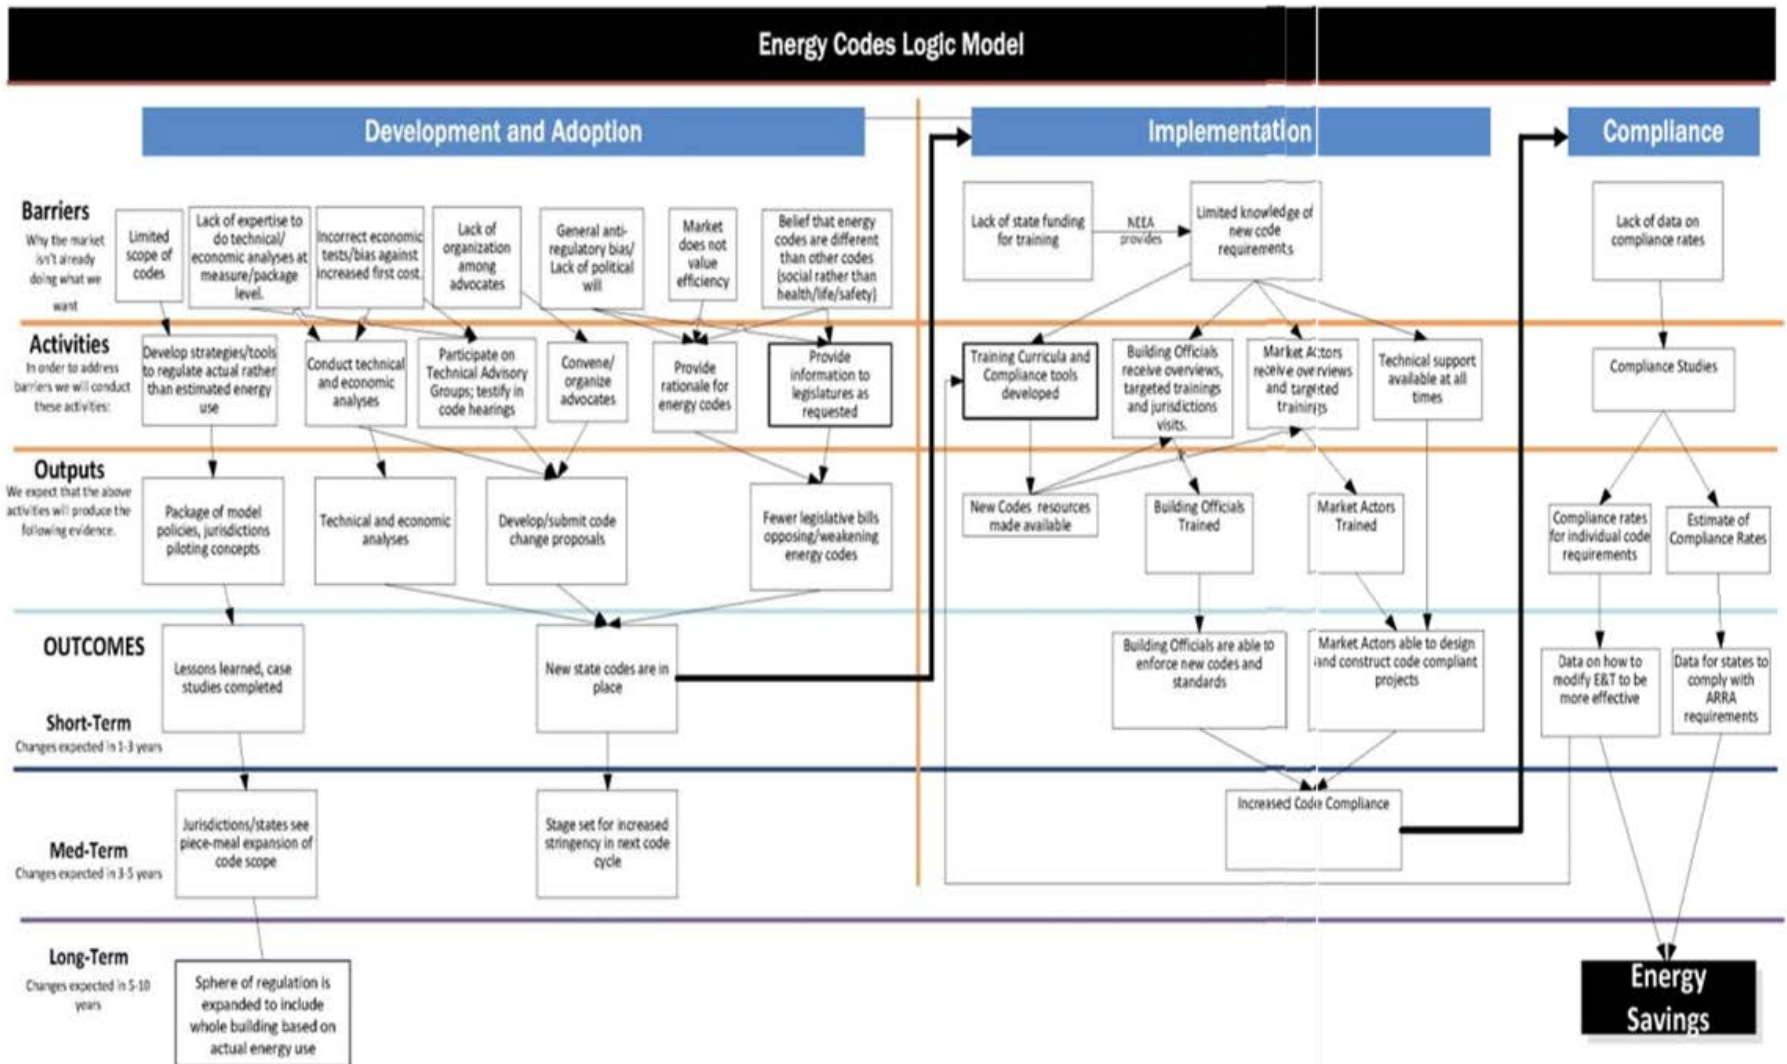 Energy Codes Logic Model
Development and Adoption
Implementation
Compliance
Barriers
Why the market
isn't already
doing what we
want
Limited
scope of
codes
Lack of expertise to
do technical/
economic analyses at
measure/package
level.
Incorrect economic
tests/bias against
increased first cost.
Lack of
organization
among
advocates
General anti-
regulatory bias/
Lack of political
will
Market
does not
value
efficiency
Belief that energy
codes are different
than other codes
(social rather than
health/life/safety)
Lack of state funding
for training
NEEA
provides
Limited knowledge of
new code
requirements
Lack of data on
compliance rates
Activities
In order to address
barriers we will conduct
these activities:
Develop strategies/tools
to regulate actual rather
than estimated energy
use
Conduct technical
and economic
analyses
Participate on
Technical Advisory
Groups; testify in
code hearings
Convene/
organize
advocates
Provide
rationale for
energy codes
Provide
information to
legislatures as
requested
Training Curricula and
Compliance tools
developed
Building Officials
receive overviews,
targeted trainings
and jurisdictions
visits.
Market Actors
receive overviews
and targeted
trainings
Technical support
available at all
times
Compliance Studies
Outputs
We expect that the above
activities will produce the
following evidence.
Package of model
policies, jurisdictions
piloting concepts
Technical and economic
analyses
Develop/submit code
change proposals
Fewer legislative bills
opposing/weakening
energy codes
New Codes resources
made available
Building Officials
Trained
Market Actors
Trained
Compliance rates
for individual code
requirements
Estimate of
Compliance Rates
OUTCOMES
Short-Term
Changes expected in 1-3 years
Lessons learned, case
studies completed
New state codes are in
place
Building Officials are able to
enforce new codes and
standards
Market Actors able to design
and construct code compliant
projects
Data on how to
modify E&T to be
more effective
Data for states to
comply with
ARRA
requirements
Med-Term
Changes expected in 3-5 years
Jurisdictions/states see
piece-meal expansion of
code scope
Stage set for increased
stringency in next code
cycle
Increased Code Compliance
Long-Term
Changes expected in 5-10
years
Sphere of regulation is
expanded to include
whole building based on
actual energy use
Energy
Savings